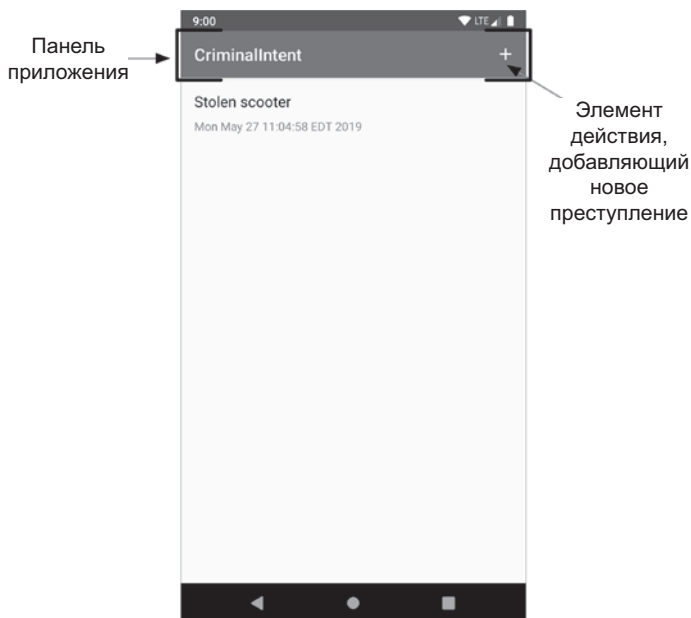 9:00
LTE
Панель
приложения
CriminalIntent
+
Stolen scooter
Mon May 27 11:04:58 EDT 2019
Элемент
действия,
добавляющий
новое
преступление